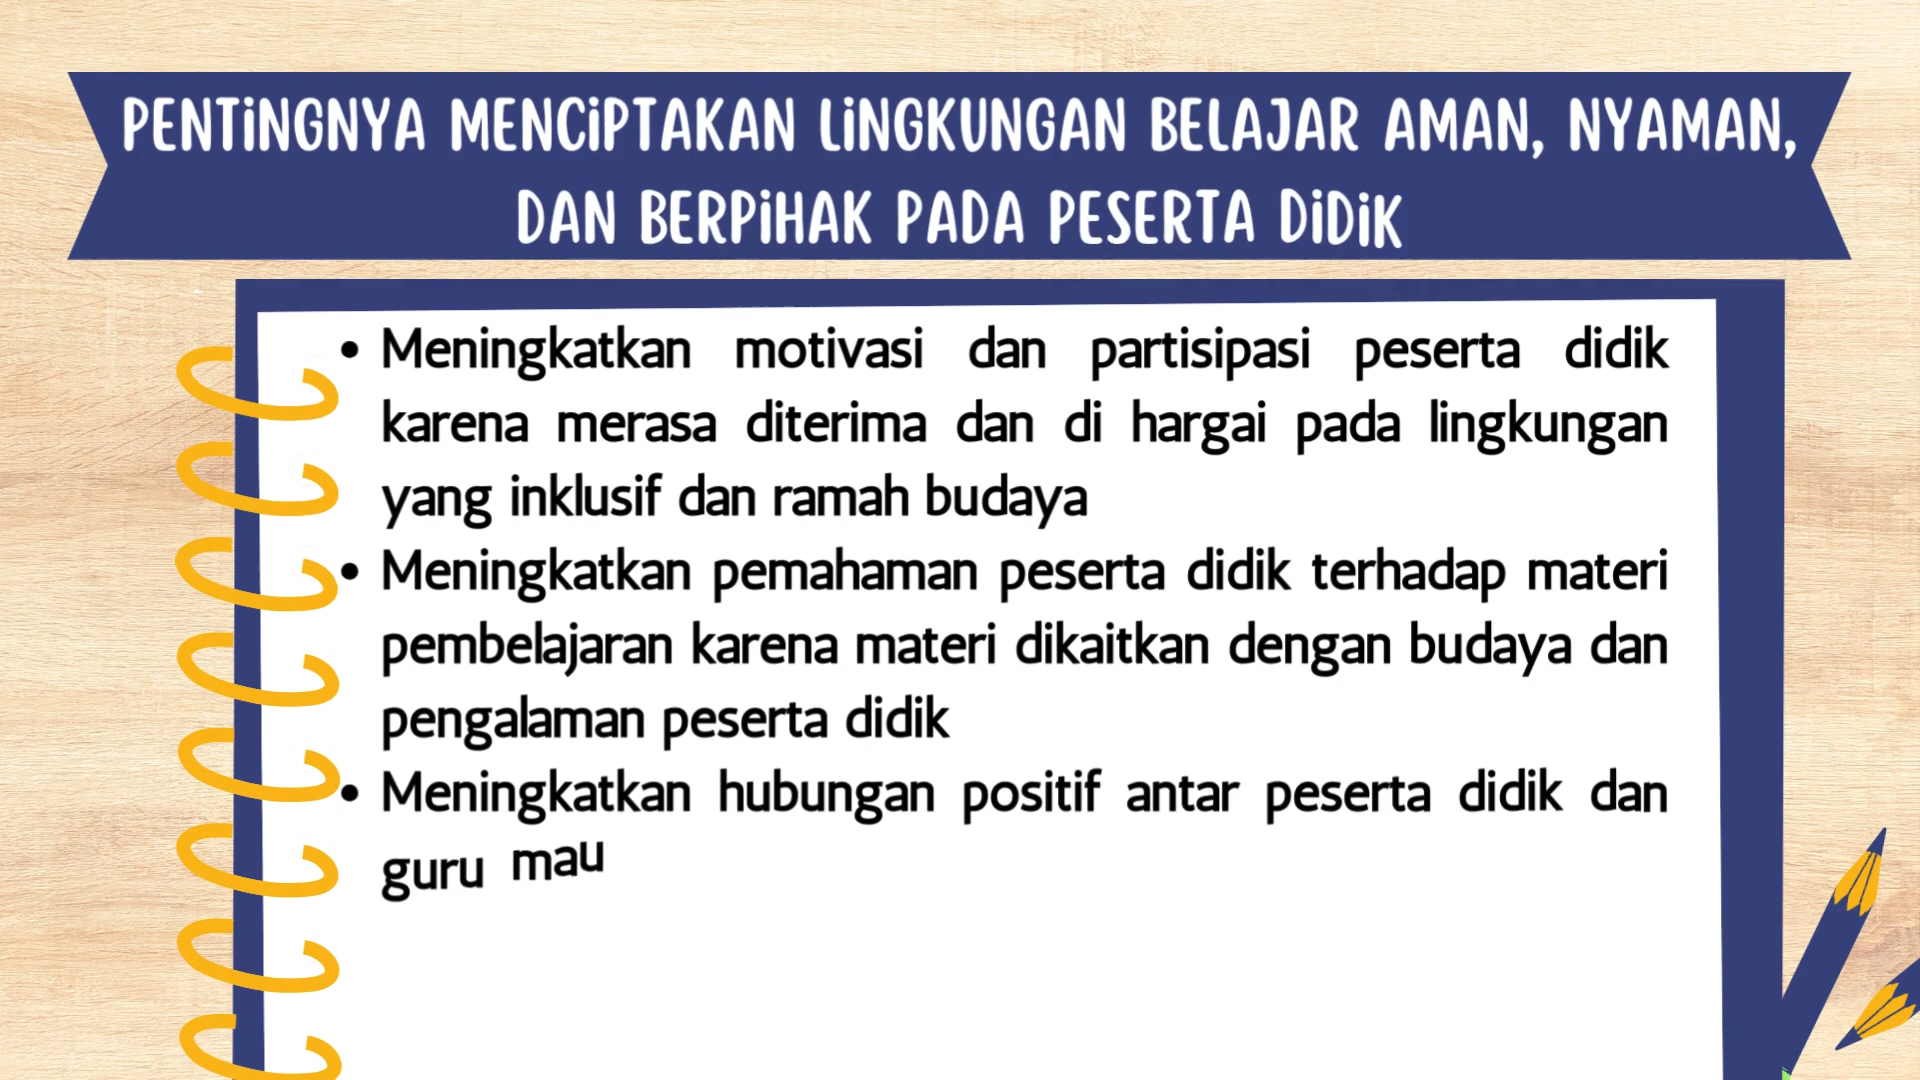 PENTINGNYA MENCIPTAKAN LINGKUNGAN BELAJAR AMAN, NYAMAN,
DAN BERPIHAK PADA PESERTA DIDIK
• Meningkatkan motivasi dan partisipasi peserta didik
karena merasa diterima dan di hargai pada lingkungan
yang inklusif dan ramah budaya
• Meningkatkan pemahaman peserta didik terhadap materi
pembelajaran karena materi dikaitkan dengan budaya dan
pengalaman peserta didik
• Meningkatkan hubungan positif antar peserta didik dan
guru mau